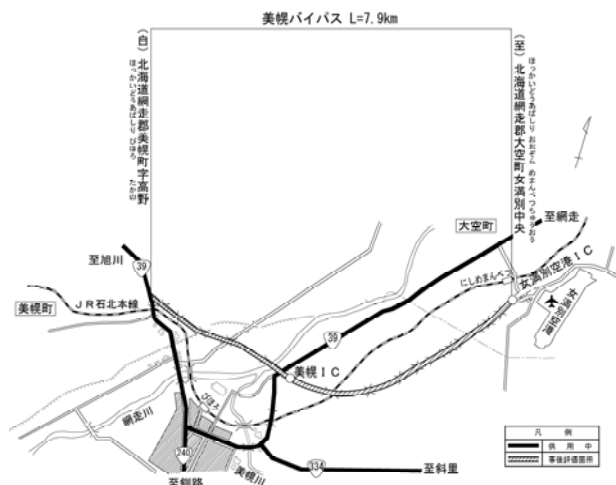 美幌バイパス L=7.9km
(自)北海道網走郡美幌町字高野
ほっかいどうあばしり びほろ たかの
(至)北海道網走郡大空町女満別中央
ほっかいどうあばしり おおぞら めまんべつちゅうおう
大空町
至網走
至旭川
39
にしめまんべつ
女満別空港IC
女満別空港
美幌町
JR石北本線
39
美幌IC
びほろ
網走川
240
至釧路
美幌川
334
至斜里
凡例
供用中
事後評価箇所